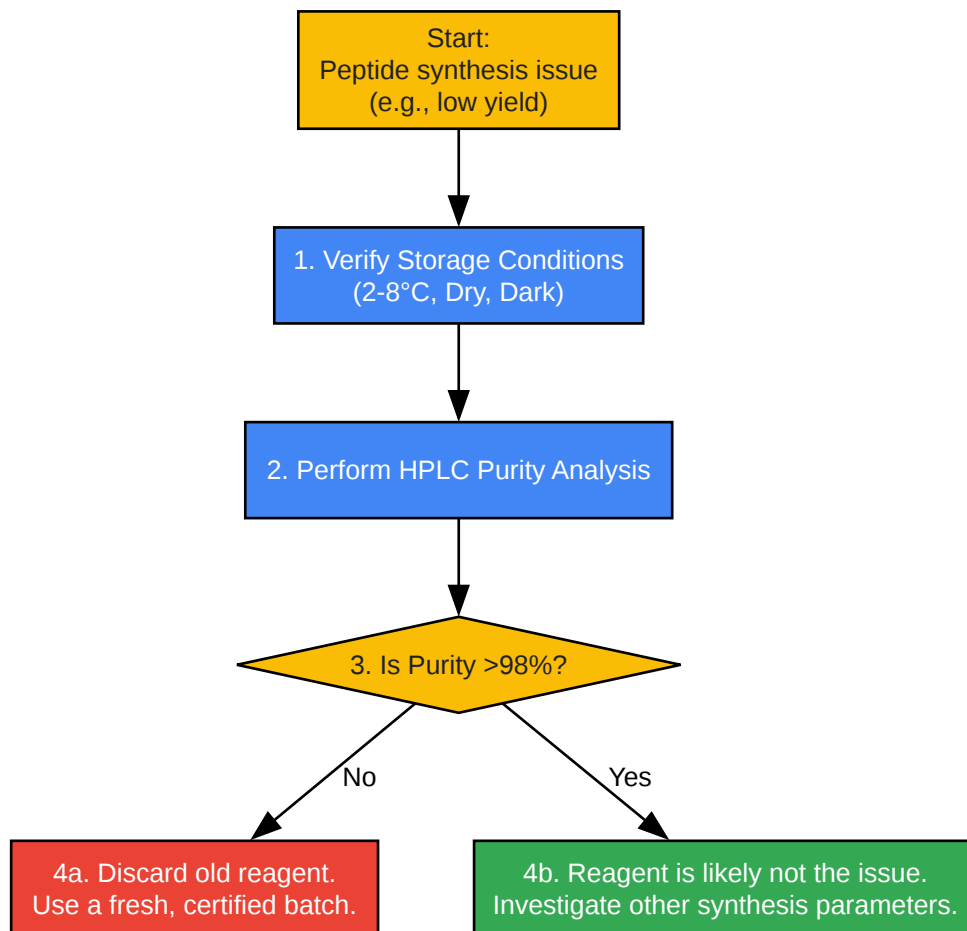 Start:
Peptide synthesis issue
(e.g., low yield)
1. Verify Storage Conditions
(2-8°C, Dry, Dark)
2. Perform HPLC Purity Analysis
3. Is Purity >98%?
No
Yes
4a. Discard old reagent.
Use a fresh, certified batch.
4b. Reagent is likely not the issue.
Investigate other synthesis parameters.